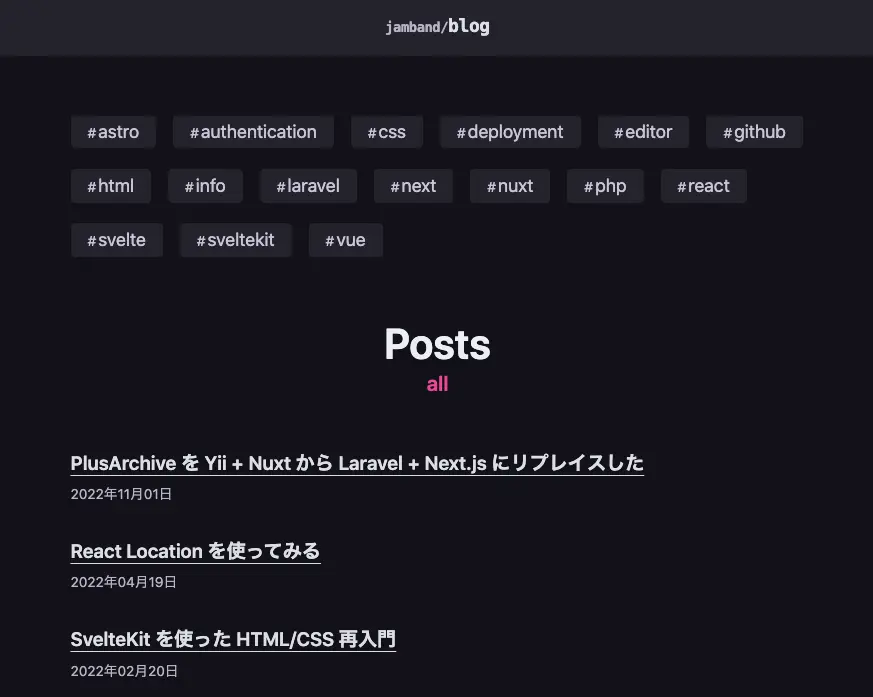 jamband/blog
#astro #authentication #css #deployment #editor #github
#html #info #laravel #next #nuxt #php #react
#svelte #sveltekit #vue
Posts
all
PlusArchive を Yii + Nuxt から Laravel + Next.js にリプレイスした
2022年11月01日
React Location を使ってみる
2022年04月19日
SvelteKit を使った HTML/CSS 再入門
2022年02月20日